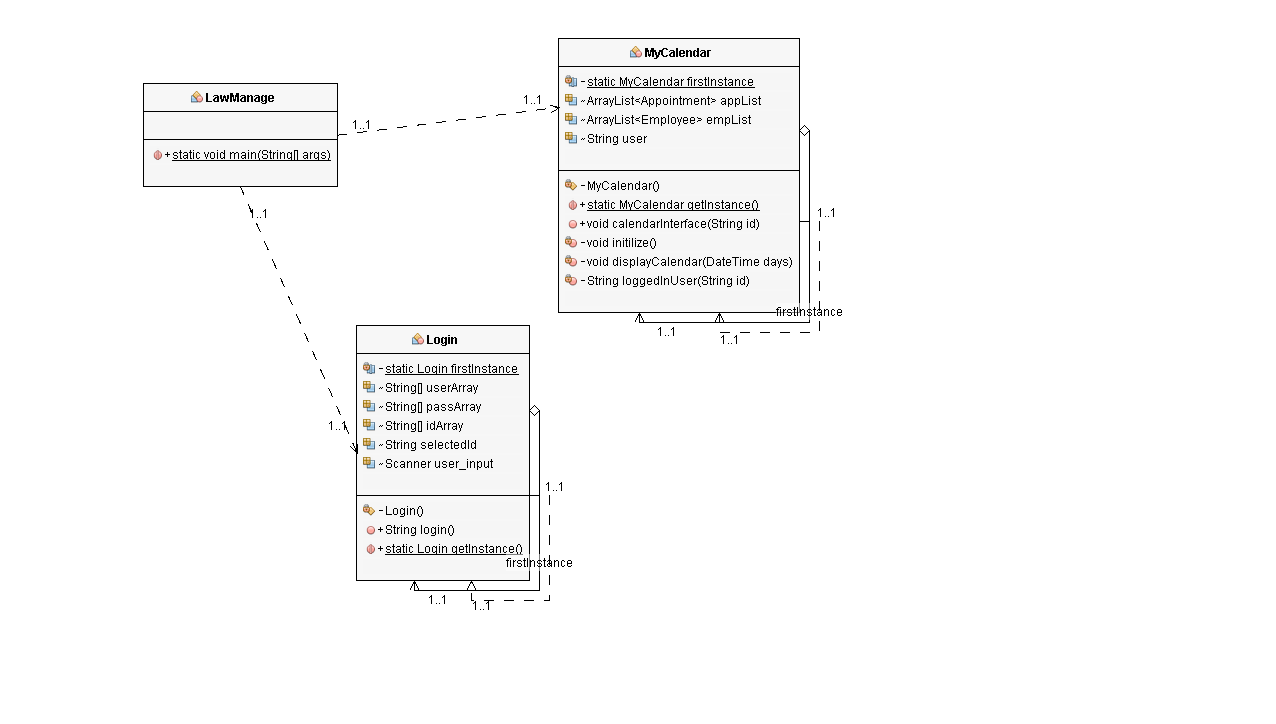 LawManage
+static void main(String[] args)
1..1
1..1
1..1
1..1
MyCalendar
-static MyCalendar firstInstance
~ArrayList<Appointment> appList
~ArrayList<Employee> empList
~String user
-MyCalendar()
+static MyCalendar getInstance()
+void calendarInterface(String id)
-void initilize()
-void displayCalendar(DateTime days)
-String loggedInUser(String id)
1..1
firstInstance
1..1
1..1
Login
-static Login firstInstance
~String[] userArray
~String[] passArray
~String[] idArray
~String selectedId
~Scanner user_input
-Login()
+String login()
+static Login getInstance()
1..1
firstInstance
1..1
1..1